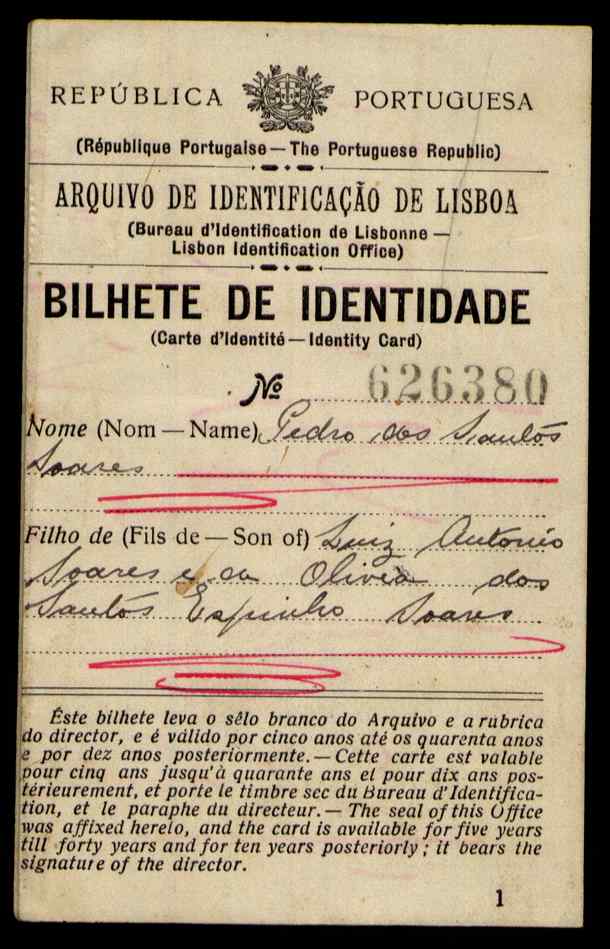 REPÚBLICA PORTUGUESA
(République Portugaise — The Portuguese Republic)
ARQUIVO DE IDENTIFICAÇÃO DE LISBOA
(Bureau d'Identification de Lisbonne —
Lisbon Identification Office)
BILHETE DE IDENTIDADE
(Carte d'Identité — Identity Card)
Nº 626380
Nome (Nom — Name) Pedro dos Santos
Soares
Filho de (Fils de — Son of) Luiz Antonio
Soares e de Olivia dos
Santos Espinho Soares
Éste bilhete leva o sêlo branco do Arquivo e a rubrica
do director, e é válido por cinco anos até os quarenta anos
e por dez anos posteriormente. — Cette carte est valable
pour cinq ans jusqu'à quarante ans et pour dix ans pos-
térieurement, et porte le timbre sec du Bureau d'Identifica-
tion, et le paraphe du directeur. — The seal of this Office
was affixed hereto, and the card is available for five years
till forty years and for ten years posteriorly; it bears the
signature of the director.
1